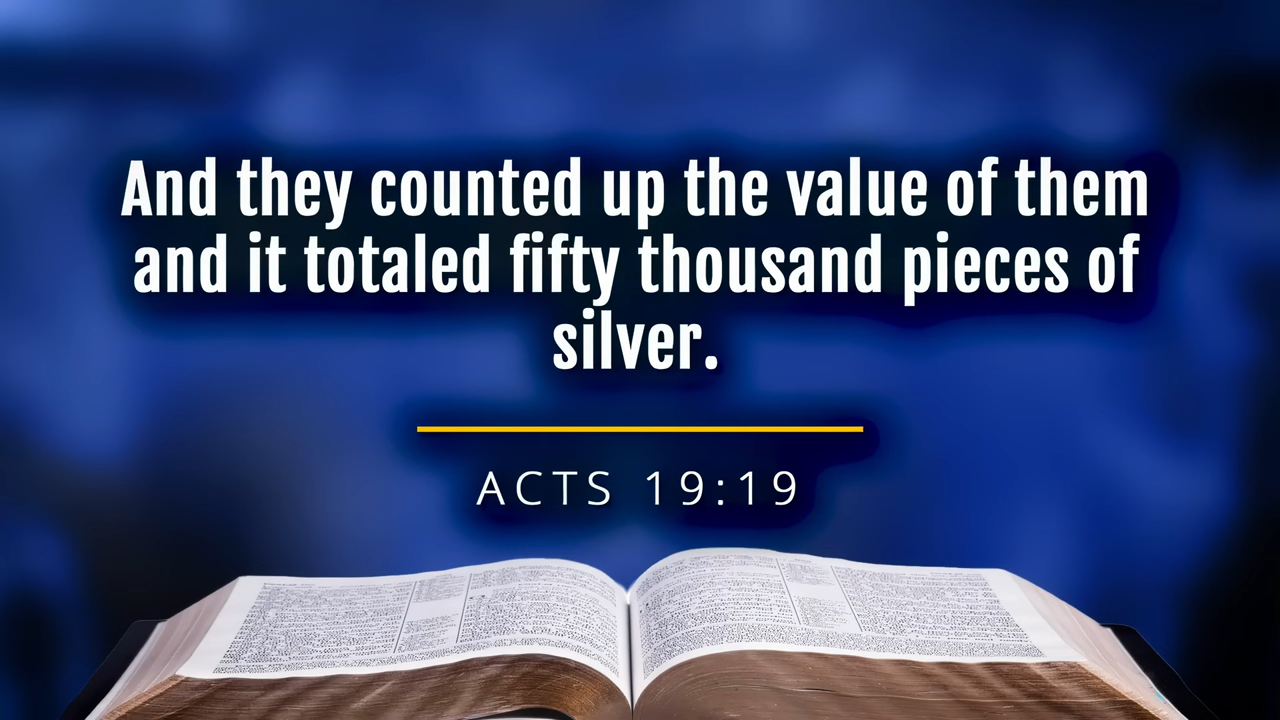 And they counted up the value of them
and it totaled fifty thousand pieces of
silver.
ACTS 19:19